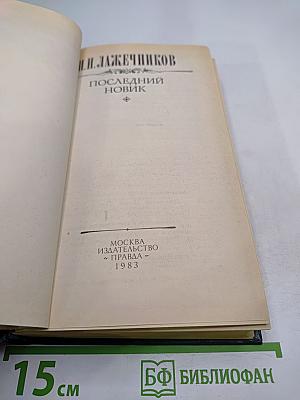 И.И. ЛАЖЕЧНИКОВ
ПОСЛЕДНИЙ
НОВИК
МОСКВА
ИЗДАТЕЛЬСТВО
~ПРАВДА~
1983
15 см
БФ БИБЛИОФАН